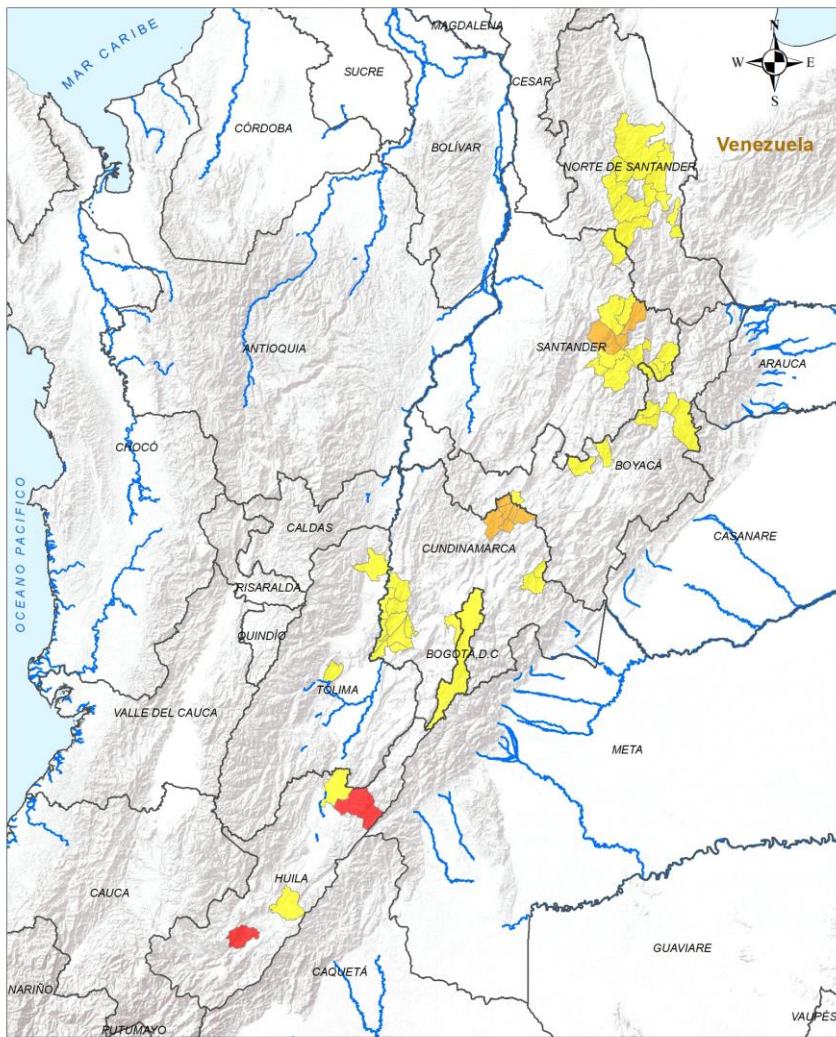 MAGDALENA
MAR CARIBE
N
W
E
S
SUCRE
CESAR
CÓRDOBA
BOLÍVAR
Venezuela
NORTE DE SANTANDER
ANTIOQUIA
SANTANDER
ARAUCA
CHOCÓ
BOYACÁ
CALDAS
CUNDINAMARCA
CASANARE
OCEANO PACIFICO
RISARALDA
QUINDÍO
BOGOTÁ, D.C
TOLIMA
VALLE DEL CAUCA
META
HUILA
CAUCA
GUAVIARE
CAQUETÁ
NARIÑO
PUTUMAYO
VAUPÉS